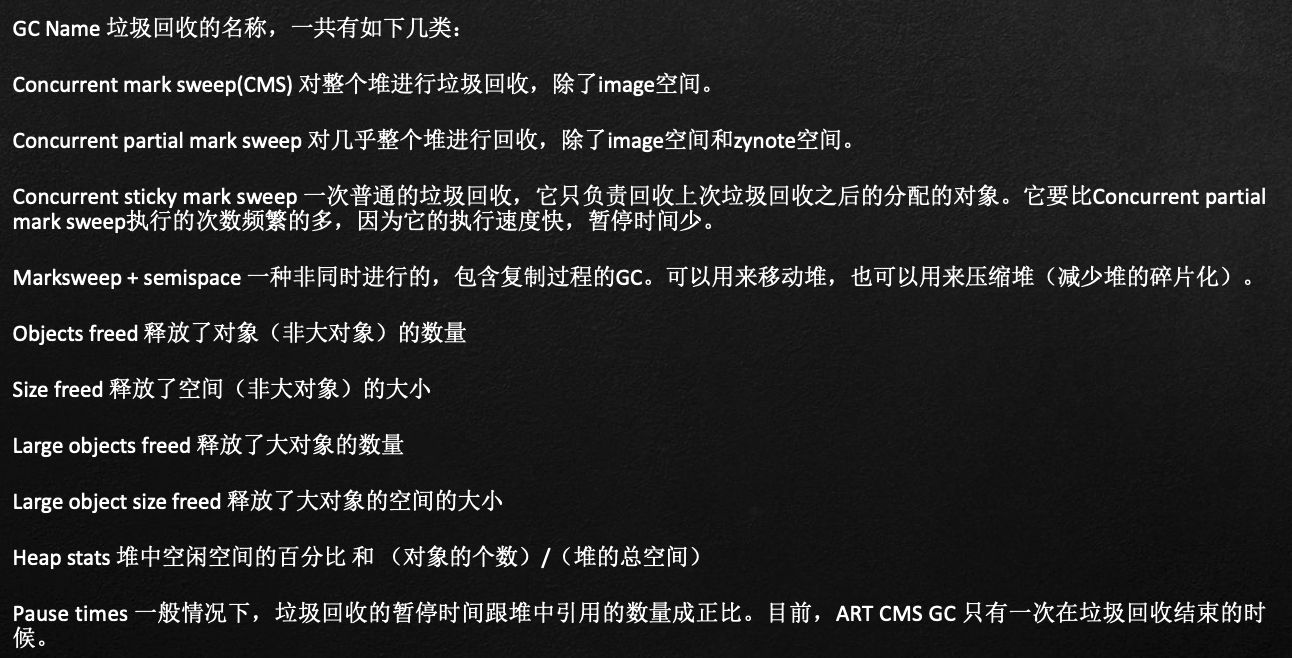 GC Name 垃圾回收的名称，一共有如下几类：
Concurrent mark sweep(CMS) 对整个堆进行垃圾回收，除了image空间。
Concurrent partial mark sweep 对几乎整个堆进行回收，除了image空间和zynote空间。
Concurrent sticky mark sweep 一次普通的垃圾回收，它只负责回收上次垃圾回收之后的分配的对象。它要比Concurrent partial
mark sweep执行的次数频繁的多，因为它的执行速度快，暂停时间少。
Marksweep + semispace 一种非同时进行的，包含复制过程的GC。可以用来移动堆，也可以用来压缩堆（减少堆的碎片化）。
Objects freed 释放了对象（非大对象）的数量
Size freed 释放了空间（非大对象）的大小
Large objects freed 释放了大对象的数量
Large object size freed 释放了大对象的空间的大小
Heap stats 堆中空闲空间的百分比 和 （对象的个数）/（堆的总空间）
Pause times 一般情况下，垃圾回收的暂停时间跟堆中引用的数量成正比。目前，ART CMS GC 只有一次在垃圾回收结束的时
候。